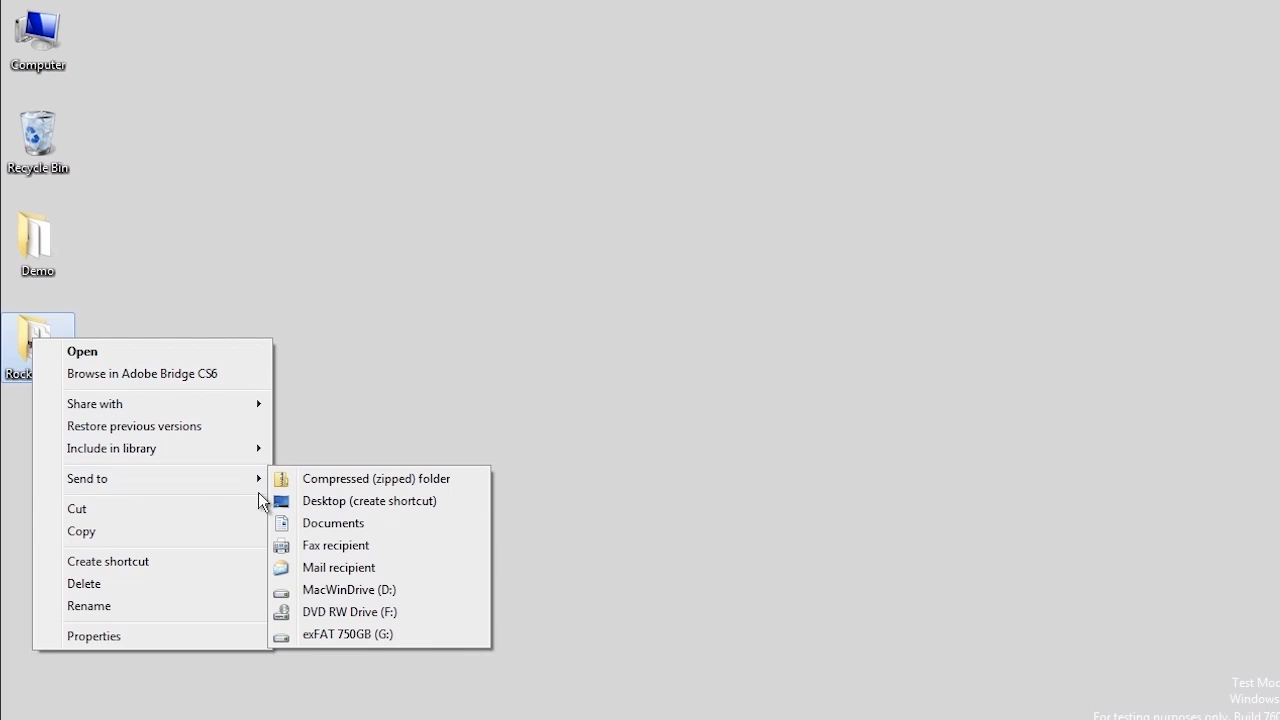 Computer
Recycle Bin
Demo
Open
Browse in Adobe Bridge CS6
Share with
Restore previous versions
Include in library
Send to
Cut
Copy
Create shortcut
Delete
Rename
Properties
Compressed (zipped) folder
Desktop (create shortcut)
Documents
Fax recipient
Mail recipient
MacWinDrive (D:)
DVD RW Drive (F:)
exFAT 750GB (G:)
Test
Windows
For testing purposes only. Build